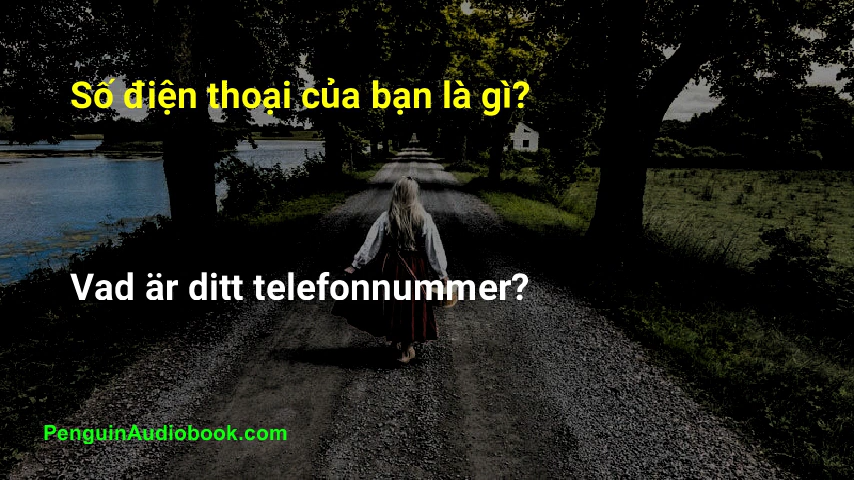 Số điện thoại của bạn là gì?
Vad är ditt telefonnummer?
PenguinAudiobook.com